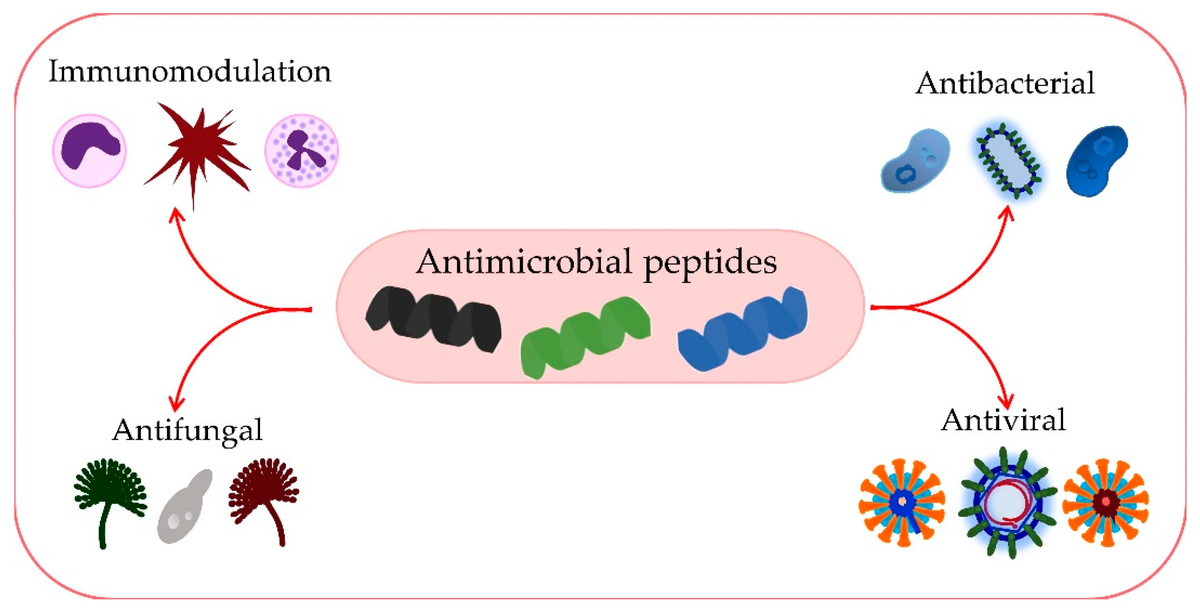 Immunomodulation
Antibacterial
Antimicrobial peptides
Antifungal
Antiviral